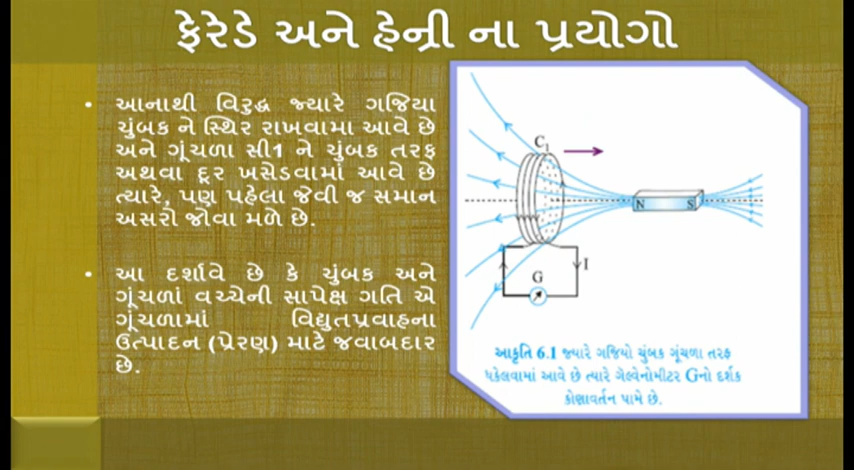 ફેરેડે અને હેન્રી ના પ્રયોગો
• આનાથી વિરુદ્ધ જ્યારે ગજિયા
ચુંબક ને સ્થિર રાખવામા આવે છે
અને ગૂંચળા સી1 ને ચુંબક તરફ
અથવા દૂર ખસેડવામાં આવે છે
ત્યારે, પણ પહેલા જેવી જ સમાન
અસરો જોવા મળે છે.
• આ દર્શાવે છે કે ચુંબક અને
ગૂંચળાં વચ્ચેની સાપેક્ષ ગતિ એ
ગૂંચળામાં વિદ્યુતપ્રવાહના
ઉત્પાદન (પ્રેરણ) માટે જવાબદાર
છે.
C₁
N S
G I
આકૃતિ 6.1 જ્યારે ગજિયો ચુંબક ગૂંચળા તરફ
ધકેલવામાં આવે છે ત્યારે ગેલ્વેનોમીટર Gનો દર્શક
કોણાવર્તન પામે છે.